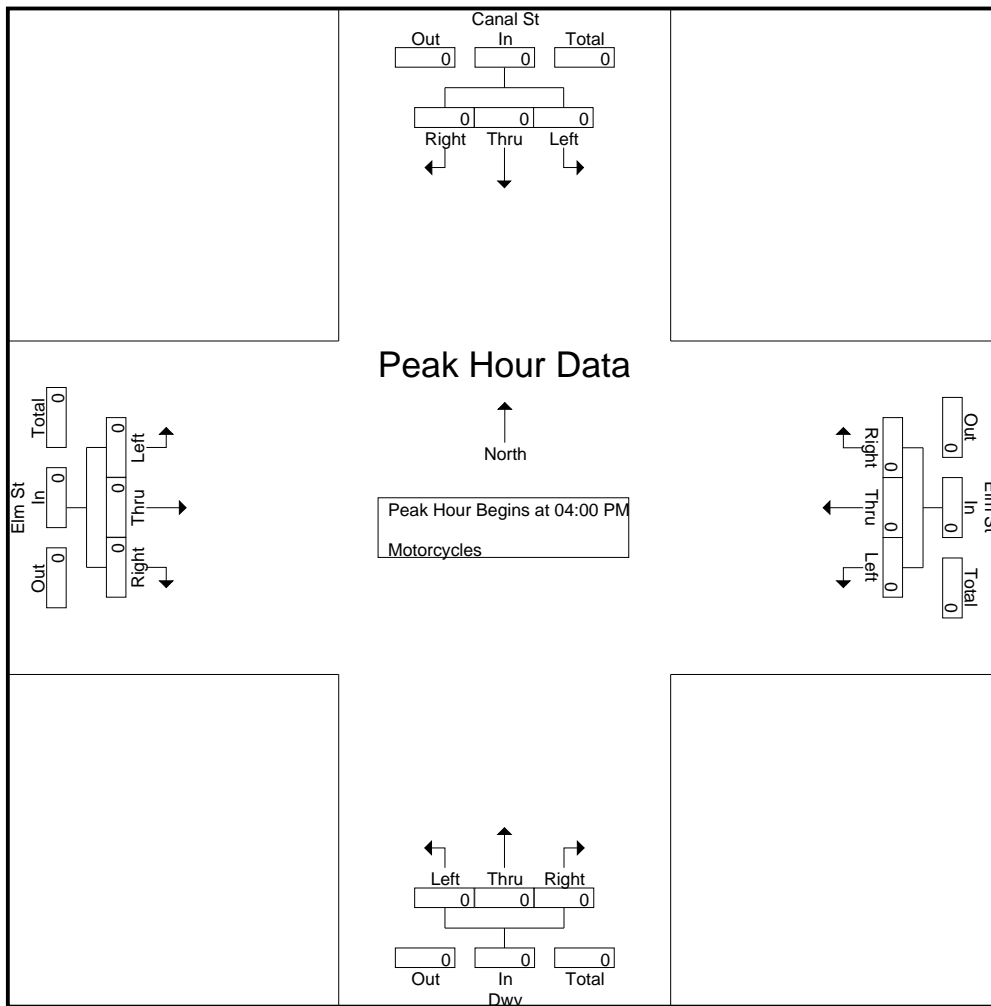 Canal St
Out In Total
0 0 0
0 0 0
Right Thru Left
Peak Hour Data
North
Peak Hour Begins at 04:00 PM
Motorcycles
Elm St
Total In Out
0 0 0
0 0 0
Left Thru Right
Elm St
Out In Total
0 0 0
0 0 0
Right Thru Left
Left Thru Right
0 0 0
0 0 0
Out In Total
Dwy